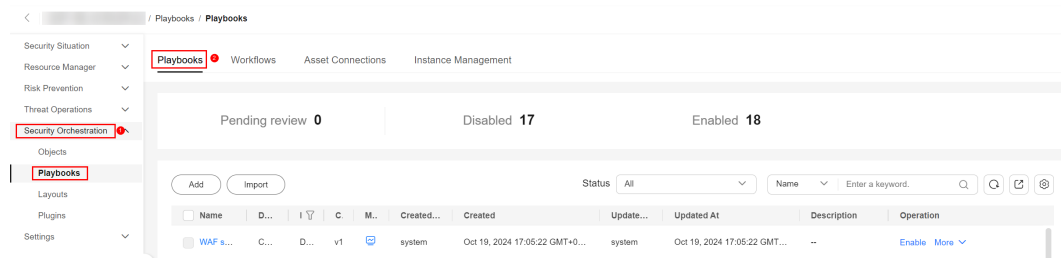 / Playbooks / Playbooks
Security Situation
Resource Manager
Risk Prevention
Threat Operations
Security Orchestration 1
Objects
Playbooks
Layouts
Plugins
Settings
Playbooks 2 Workflows Asset Connections Instance Management
Pending review 0 Disabled 17 Enabled 18
Add Import Status All Name Enter a keyword.
Name D... I C. M.. Created... Created Update... Updated At Description Operation
WAF s... C... D... v1 system Oct 19, 2024 17:05:22 GMT+0... system Oct 19, 2024 17:05:22 GMT... -- Enable More